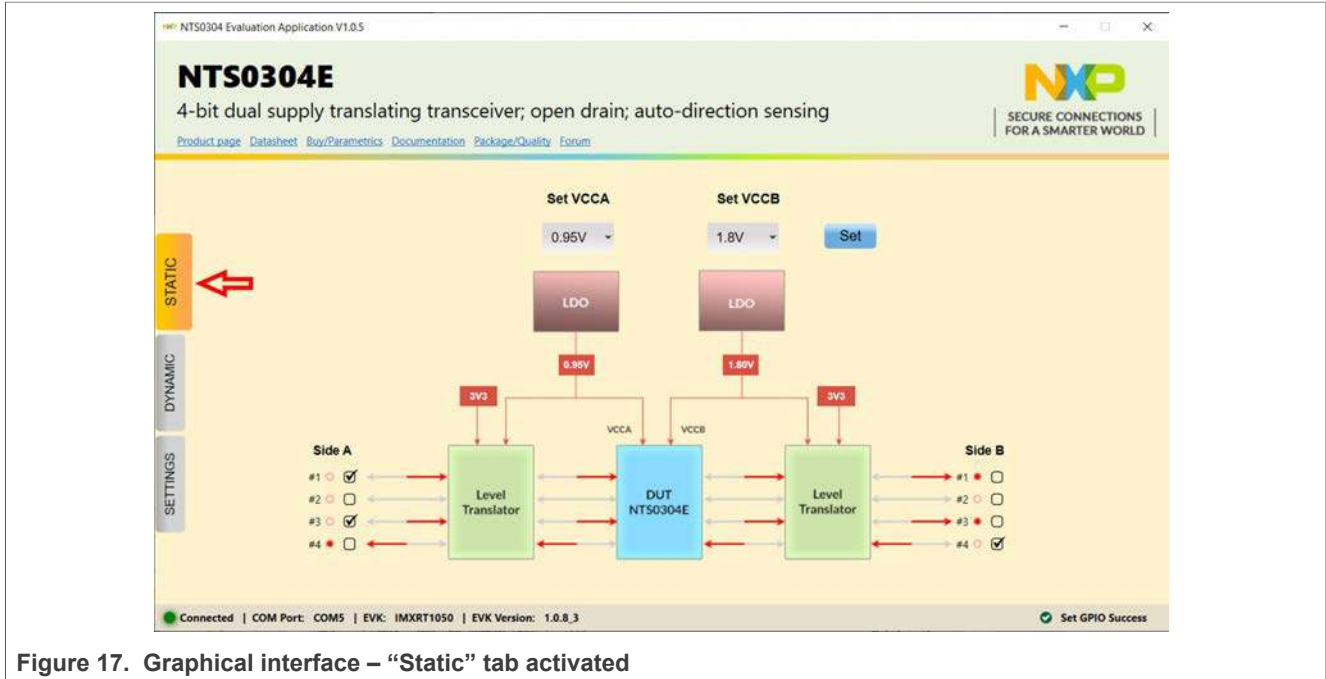 NTS0304 Evaluation Application V1.0.5
NTS0304E
4-bit dual supply translating transceiver; open drain; auto-direction sensing
Product page Datasheet Buy/Parametrics Documentation Package/Quality Forum
NXP
SECURE CONNECTIONS
FOR A SMARTER WORLD
STATIC
DYNAMIC
SETTINGS
Set VCCA
Set VCCB
0.95V
1.8V
Set
LDO
LDO
0.95V
1.80V
3V3
3V3
VCCA
VCCB
Side A
#1
#2
#3
#4
Level
Translator
DUT
NTS0304E
Level
Translator
Side B
#1
#2
#3
#4
Connected | COM Port: COM5 | EVK: IMXRT1050 | EVK Version: 1.0.8_3
Set GPIO Success
Figure 17. Graphical interface – “Static” tab activated